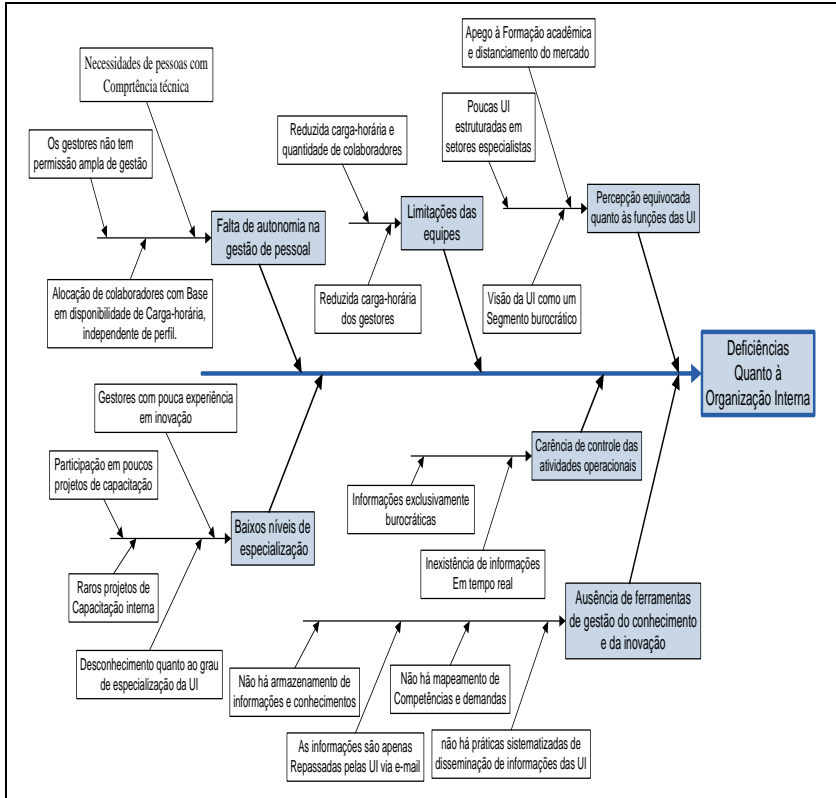 Apego à Formação acadêmica
e distanciamento do mercado
Necessidades de pessoas com
Comprtência técnica
Poucas UI
estruturadas em
setores especialistas
Reduzida carga-horária e
quantidade de colaboradores
Os gestores não tem
permissão ampla de gestão
Falta de autonomia na
gestão de pessoal
Limitações das
equipes
Percepção equivocada
quanto às funções das UI
Alocação de colaboradores com Base
em disponibilidade de Carga-horária,
independente de perfil.
Reduzida carga-horária
dos gestores
Visão da UI como um
Segmento burocrático
Deficiências
Quanto à
Organização Interna
Gestores com pouca experiência
em inovação
Carência de controle das
atividades operacionais
Participação em poucos
projetos de capacitação
Informações exclusivamente
burocráticas
Baixos níveis de
especialização
Inexistência de informações
Em tempo real
Raros projetos de
Capacitação interna
Ausência de ferramentas
de gestão do conhecimento
e da inovação
Desconhecimento quanto ao grau
de especialização da UI
Não há armazenamento de
informações e conhecimentos
Não há mapeamento de
Competências e demandas
As informações são apenas
Repassadas pelas UI via e-mail
não há práticas sistematizadas de
disseminação de informações das UI